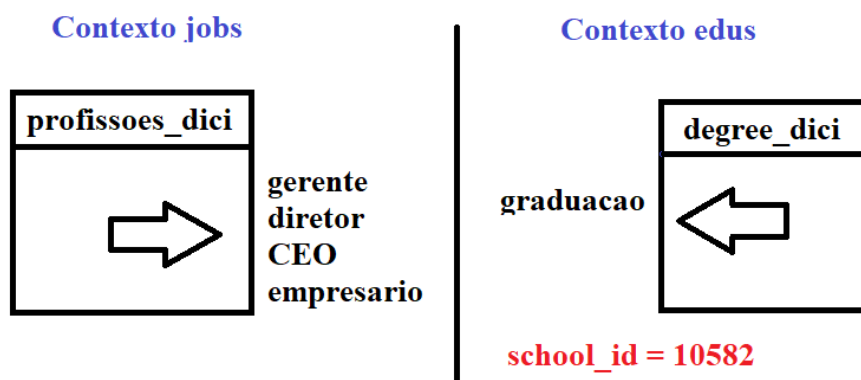 Contexto jobs
profissoes_dici
gerente
diretor
CEO
empresario
Contexto edus
degree_dici
graduacao
school_id = 10582